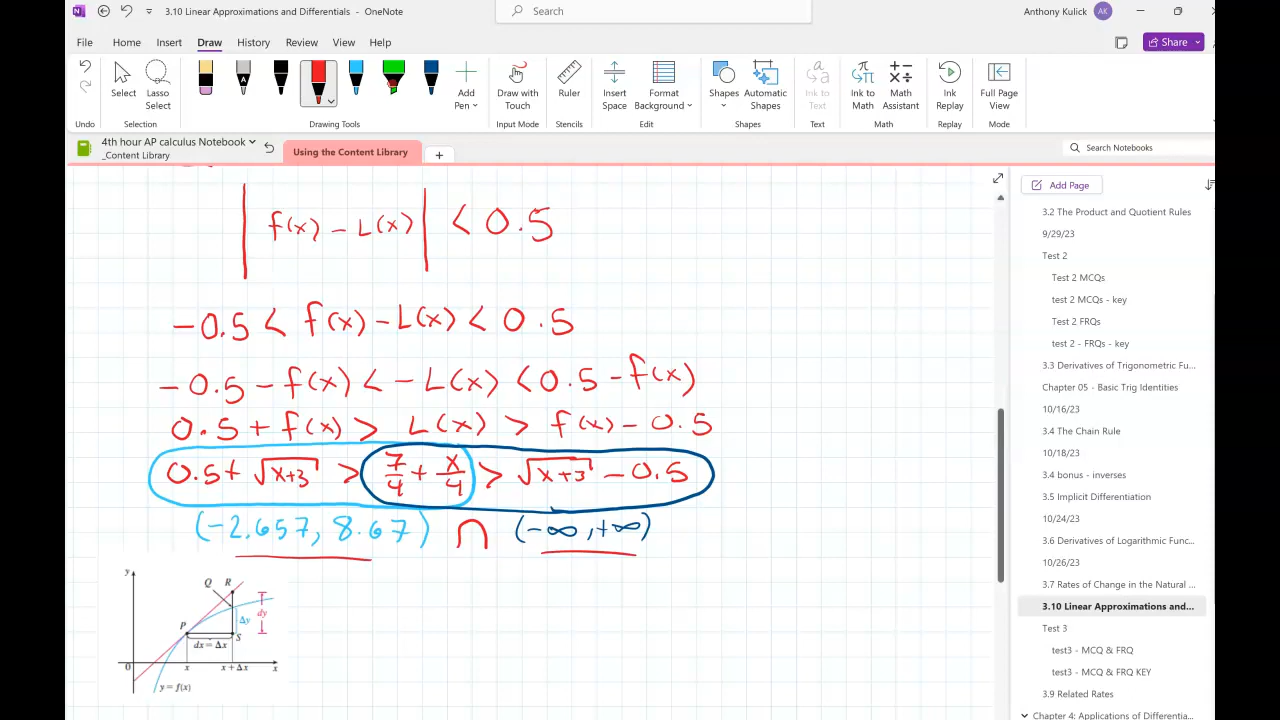 3.10 Linear Approximations and Differentials - OneNote
Search
Anthony Kulick AK
File Home Insert Draw History Review View Help
Share
Select
Lasso Select
Add Pen
Draw with Touch
Ruler
Insert Space
Format Background
Shapes
Automatic Shapes
Ink to Text
Ink to Math
Math Assistant
Ink Replay
Full Page View
Undo Selection Drawing Tools Input Mode Stencils Edit Shapes Text Math Replay Mode
4th hour AP calculus Notebook
_Content Library
Using the Content Library
+
Search Notebooks
Add Page
3.2 The Product and Quotient Rules
9/29/23
Test 2
Test 2 MCQs
test 2 MCQs - key
Test 2 FRQs
test 2 - FRQs - key
3.3 Derivatives of Trigonometric Fu...
Chapter 05 - Basic Trig Identities
10/16/23
3.4 The Chain Rule
10/18/23
3.4 bonus - inverses
3.5 Implicit Differentiation
10/24/23
3.6 Derivatives of Logarithmic Func...
10/26/23
3.7 Rates of Change in the Natural ...
3.10 Linear Approximations and...
Test 3
test3 - MCQ & FRQ
test3 - MCQ & FRQ KEY
3.9 Related Rates
Chapter 4: Applications of Differentia...
| f(x) - L(x) | < 0.5
-0.5 < f(x) - L(x) < 0.5
-0.5 - f(x) < -L(x) < 0.5 - f(x)
0.5 + f(x) > L(x) > f(x) - 0.5
0.5 + √x+3 > 7/4 + x/4 > √x+3 - 0.5
(-2.657, 8.67) ∩ (-∞, +∞)
y
Q R
P
Δy
dy
S
dx = Δx
0 x x + Δx x
y = f(x)